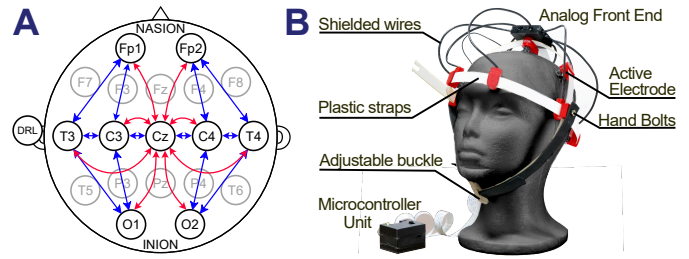 A
NASION
Fp1
Fp2
F7
F3
Fz
F4
F8
DRL
T3
C3
Cz
C4
T4
T5
P3
Pz
P4
T6
O1
O2
INION
B
Shielded wires
Analog Front End
Active
Electrode
Plastic straps
Hand Bolts
Adjustable buckle
Microcontroller
Unit